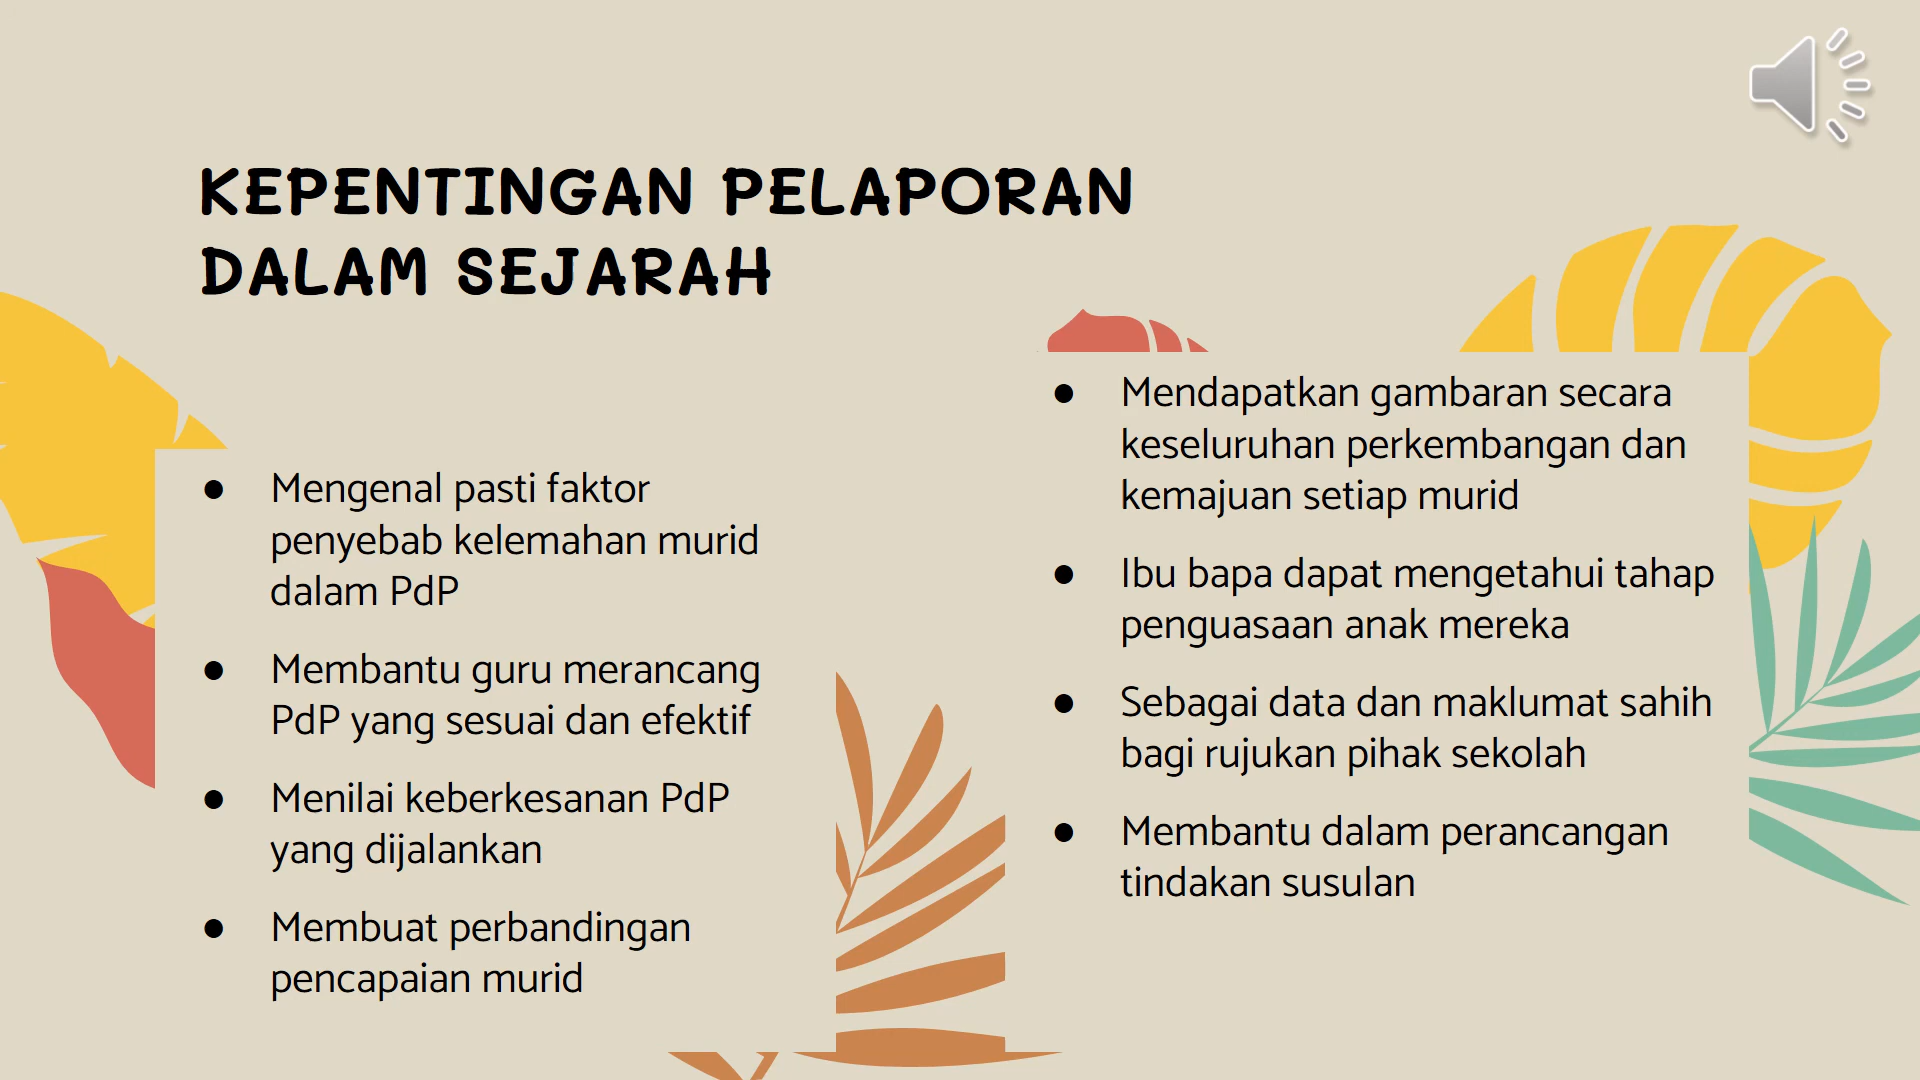 KEPENTINGAN PELAPORAN
DALAM SEJARAH
● Mengenal pasti faktor
penyebab kelemahan murid
dalam PdP
● Membantu guru merancang
PdP yang sesuai dan efektif
● Menilai keberkesanan PdP
yang dijalankan
● Membuat perbandingan
pencapaian murid
● Mendapatkan gambaran secara
keseluruhan perkembangan dan
kemajuan setiap murid
● Ibu bapa dapat mengetahui tahap
penguasaan anak mereka
● Sebagai data dan maklumat sahih
bagi rujukan pihak sekolah
● Membantu dalam perancangan
tindakan susulan